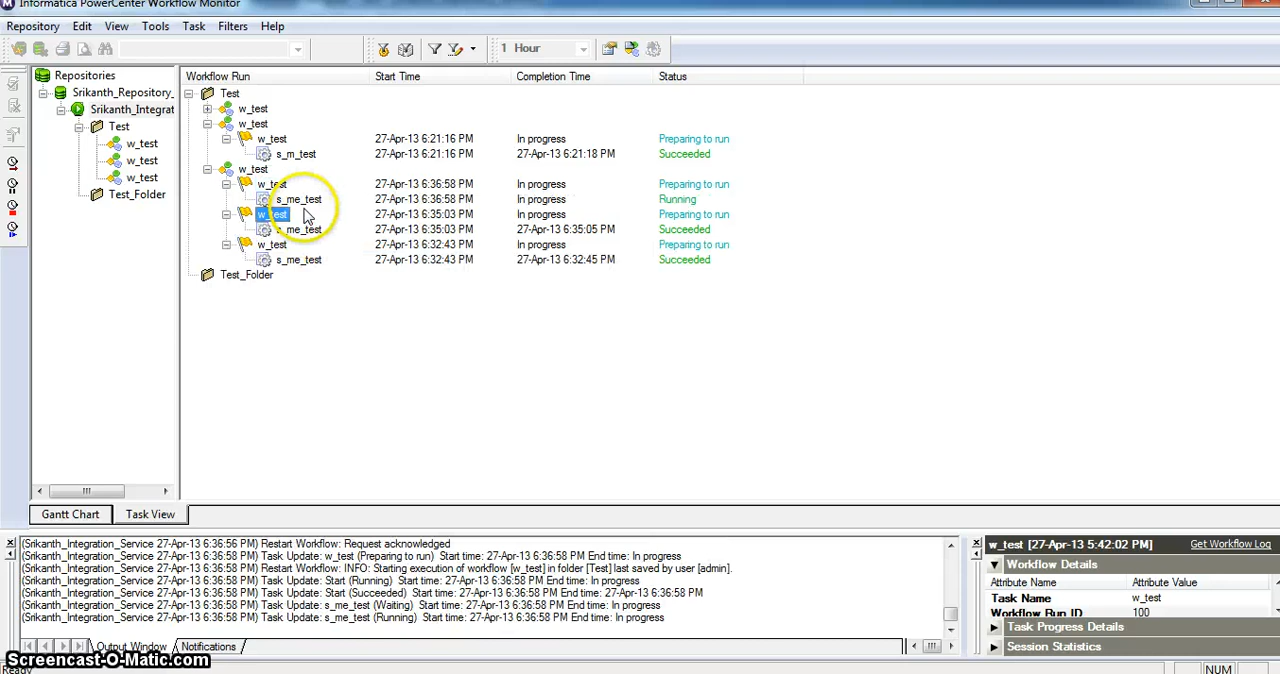 Informatica PowerCenter Workflow Monitor
Repository Edit View Tools Task Filters Help
1 Hour
Repositories
Srikanth_Repository_
Srikanth_Integrat
Test
w_test
w_test
w_test
Test_Folder
Workflow Run Start Time Completion Time Status
Test
w_test
w_test
w_test 27-Apr-13 6:21:16 PM In progress Preparing to run
s_m_test 27-Apr-13 6:21:16 PM 27-Apr-13 6:21:18 PM Succeeded
w_test
w_test 27-Apr-13 6:36:58 PM In progress Preparing to run
s_me_test 27-Apr-13 6:36:58 PM In progress Running
w_test 27-Apr-13 6:35:03 PM In progress Preparing to run
s_me_test 27-Apr-13 6:35:03 PM 27-Apr-13 6:35:05 PM Succeeded
w_test 27-Apr-13 6:32:43 PM In progress Preparing to run
s_me_test 27-Apr-13 6:32:43 PM 27-Apr-13 6:32:45 PM Succeeded
Test_Folder
Gantt Chart Task View
(Srikanth_Integration_Service 27-Apr-13 6:36:56 PM) Restart Workflow: Request acknowledged
(Srikanth_Integration_Service 27-Apr-13 6:36:58 PM) Task Update: w_test (Preparing to run) Start time: 27-Apr-13 6:36:58 PM End time: In progress
(Srikanth_Integration_Service 27-Apr-13 6:36:58 PM) Restart Workflow: INFO: Starting execution of workflow [w_test] in folder [Test] last saved by user [admin].
(Srikanth_Integration_Service 27-Apr-13 6:36:58 PM) Task Update: Start (Running) Start time: 27-Apr-13 6:36:58 PM End time: In progress
(Srikanth_Integration_Service 27-Apr-13 6:36:58 PM) Task Update: Start (Succeeded) Start time: 27-Apr-13 6:36:58 PM End time: 27-Apr-13 6:36:58 PM
(Srikanth_Integration_Service 27-Apr-13 6:36:58 PM) Task Update: s_me_test (Waiting) Start time: 27-Apr-13 6:36:58 PM End time: In progress
(Srikanth_Integration_Service 27-Apr-13 6:36:58 PM) Task Update: s_me_test (Running) Start time: 27-Apr-13 6:36:58 PM End time: In progress
Output Window Notifications
w_test [27-Apr-13 5:42:02 PM] Get Workflow Log
Workflow Details
Attribute Name Attribute Value
Task Name w_test
Workflow Run ID 100
Task Progress Details
Session Statistics
Screencast-O-Matic.com
Ready
NUM